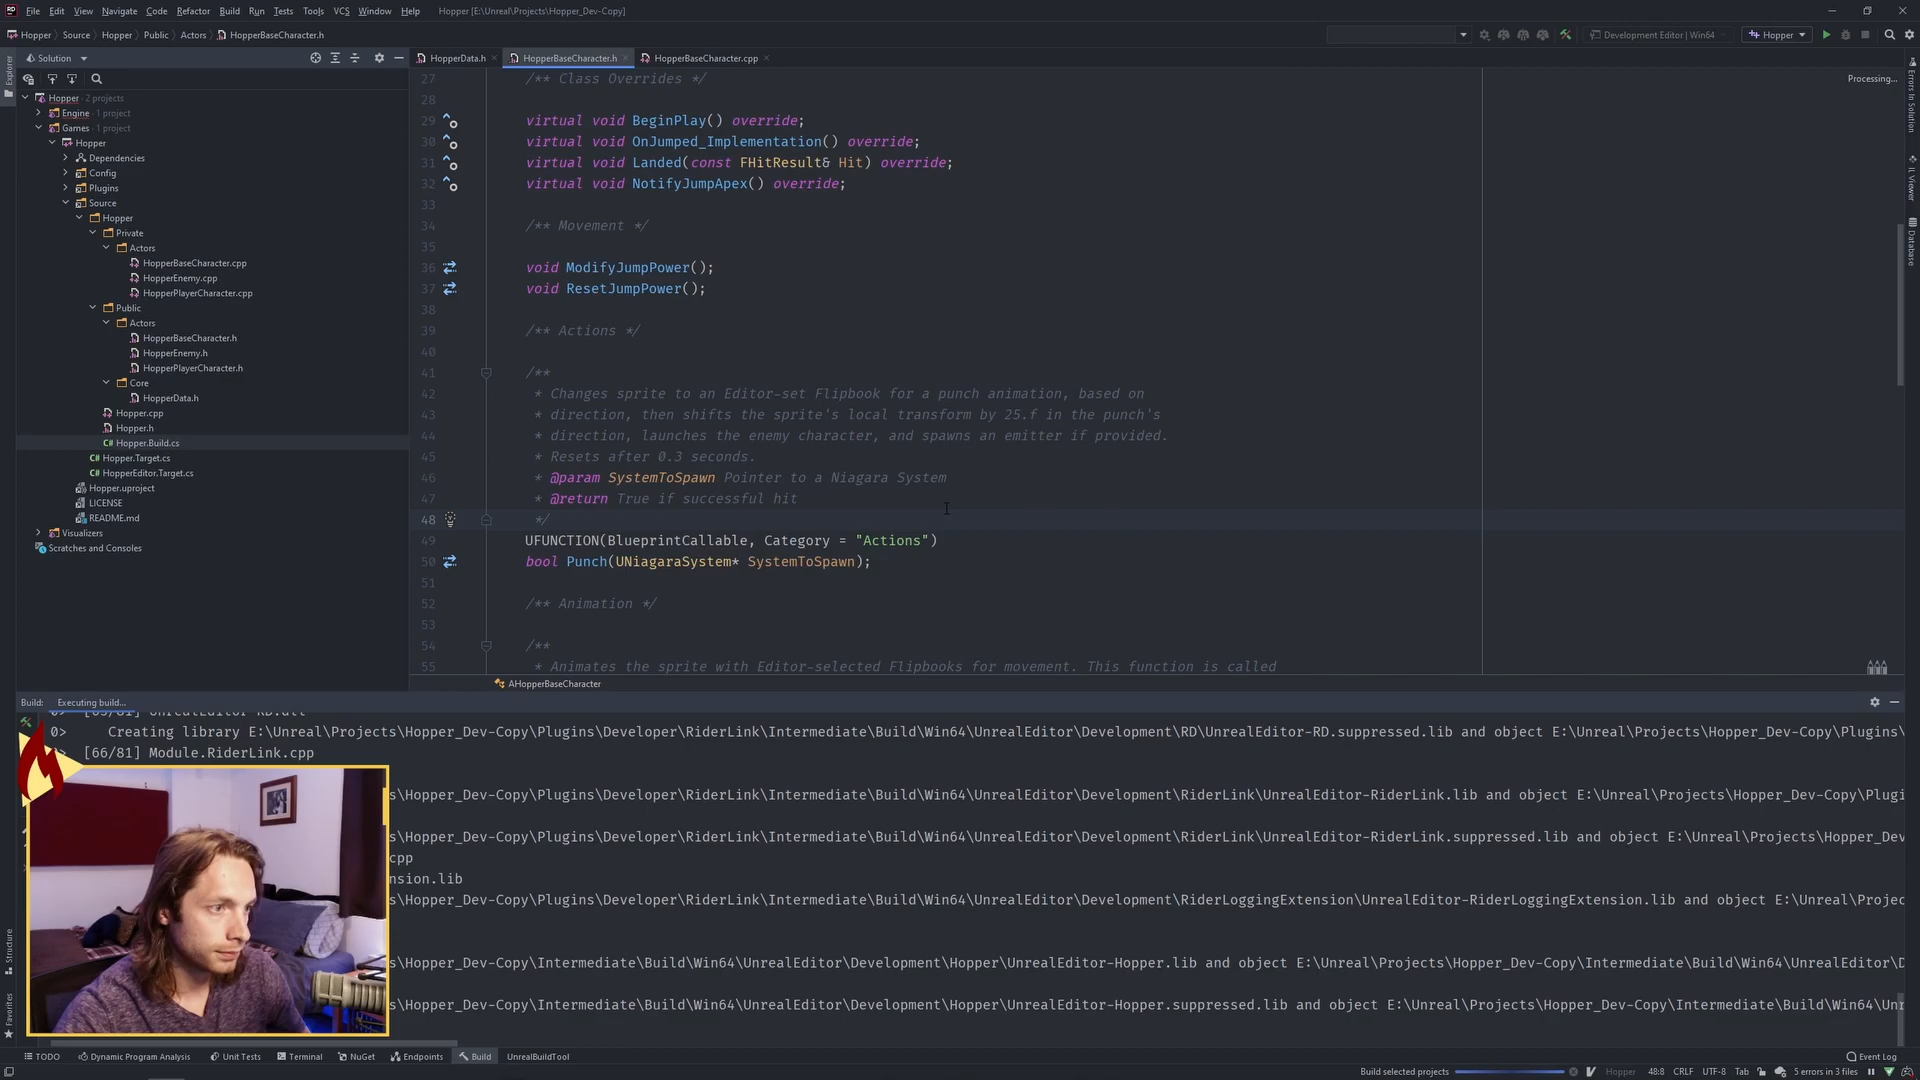 File Edit View Navigate Code Refactor Build Run Tests Tools VCS Window Help Hopper [E:\Unreal\Projects\Hopper_Dev-Copy]
Hopper Source Hopper Public Actors HopperBaseCharacter.h Development Editor | Win64 Hopper
Solution
HopperData.h HopperBaseCharacter.h HopperBaseCharacter.cpp
Explorer
Hopper · 2 projects
Engine · 1 project
Games · 1 project
Hopper
Dependencies
Config
Plugins
Source
Hopper
Private
Actors
HopperBaseCharacter.cpp
HopperEnemy.cpp
HopperPlayerCharacter.cpp
Public
Actors
HopperBaseCharacter.h
HopperEnemy.h
HopperPlayerCharacter.h
Core
HopperData.h
Hopper.cpp
Hopper.h
Hopper.Build.cs
Hopper.Target.cs
HopperEditor.Target.cs
Hopper.uproject
LICENSE
README.md
Visualizers
Scratches and Consoles
27 /** Class Overrides */
28
29 virtual void BeginPlay() override;
30 virtual void OnJumped_Implementation() override;
31 virtual void Landed(const FHitResult& Hit) override;
32 virtual void NotifyJumpApex() override;
33
34 /** Movement */
35
36 void ModifyJumpPower();
37 void ResetJumpPower();
38
39 /** Actions */
40
41 /**
42 * Changes sprite to an Editor-set Flipbook for a punch animation, based on
43 * direction, then shifts the sprite's local transform by 25.f in the punch's
44 * direction, launches the enemy character, and spawns an emitter if provided.
45 * Resets after 0.3 seconds.
46 * @param SystemToSpawn Pointer to a Niagara System
47 * @return True if successful hit
48 */
49 UFUNCTION(BlueprintCallable, Category = "Actions")
50 bool Punch(UNiagaraSystem* SystemToSpawn);
51
52 /** Animation */
53
54 /**
55 * Animates the sprite with Editor-selected Flipbooks for movement. This function is called
Processing...
Errors In Solution
IL Viewer
Database
AHopperBaseCharacter
Build: Executing build...
0> [65/81] UnrealEditor-RD.dll
0> Creating library E:\Unreal\Projects\Hopper_Dev-Copy\Plugins\Developer\RiderLink\Intermediate\Build\Win64\UnrealEditor\Development\RD\UnrealEditor-RD.suppressed.lib and object E:\Unreal\Projects\Hopper_Dev-Copy\Plugins\
0> [66/81] Module.RiderLink.cpp
s\Hopper_Dev-Copy\Plugins\Developer\RiderLink\Intermediate\Build\Win64\UnrealEditor\Development\RiderLink\UnrealEditor-RiderLink.lib and object E:\Unreal\Projects\Hopper_Dev-Copy\Plugi
s\Hopper_Dev-Copy\Plugins\Developer\RiderLink\Intermediate\Build\Win64\UnrealEditor\Development\RiderLink\UnrealEditor-RiderLink.suppressed.lib and object E:\Unreal\Projects\Hopper_Dev
cpp
nsion.lib
s\Hopper_Dev-Copy\Plugins\Developer\RiderLink\Intermediate\Build\Win64\UnrealEditor\Development\RiderLoggingExtension\UnrealEditor-RiderLoggingExtension.lib and object E:\Unreal\Projec
s\Hopper_Dev-Copy\Intermediate\Build\Win64\UnrealEditor\Development\Hopper\UnrealEditor-Hopper.lib and object E:\Unreal\Projects\Hopper_Dev-Copy\Intermediate\Build\Win64\UnrealEditor\D
s\Hopper_Dev-Copy\Intermediate\Build\Win64\UnrealEditor\Development\Hopper\UnrealEditor-Hopper.suppressed.lib and object E:\Unreal\Projects\Hopper_Dev-Copy\Intermediate\Build\Win64\Un
Structure
Favorites
TODO Dynamic Program Analysis Unit Tests Terminal NuGet Endpoints Build UnrealBuildTool Event Log
Build selected projects Hopper 48:8 CRLF UTF-8 Tab 5 errors in 3 files